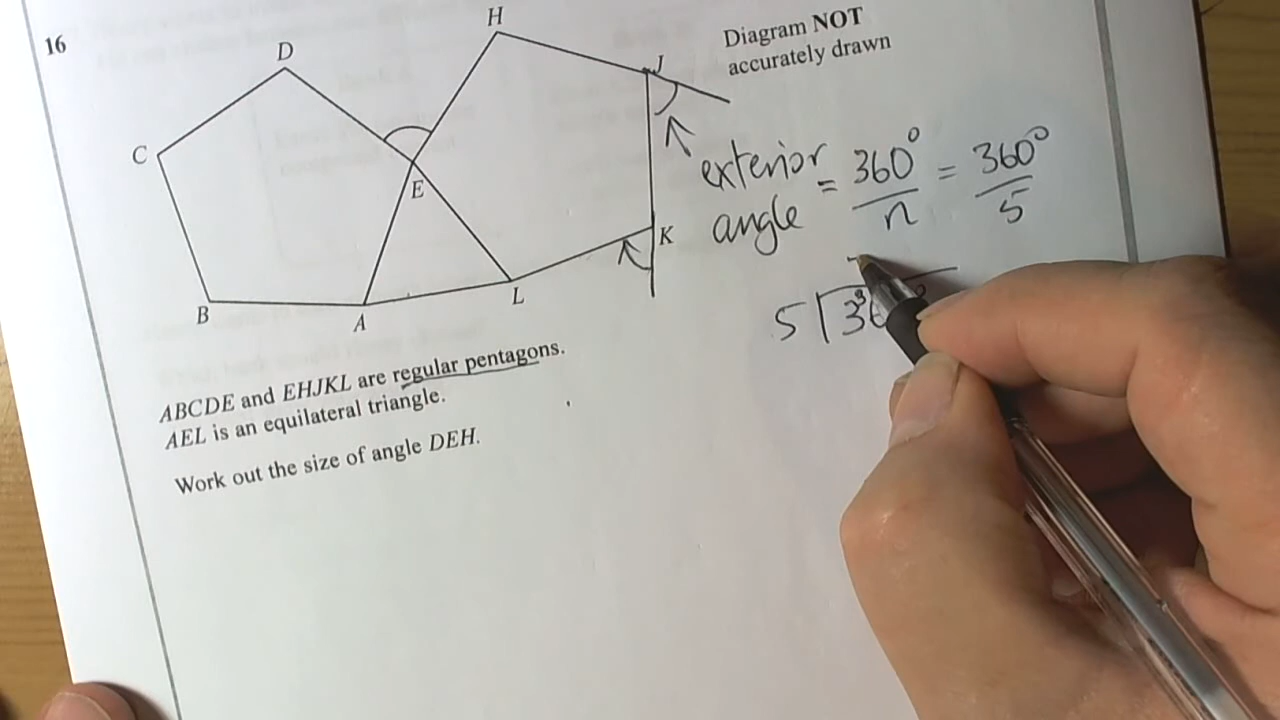 16
D
H
J
C
E
K
B
A
L
Diagram NOT
accurately drawn
exterior
angle
= 360° = 360°
n 5
5
ABCDE and EHJKL are regular pentagons.
AEL is an equilateral triangle.
Work out the size of angle DEH.